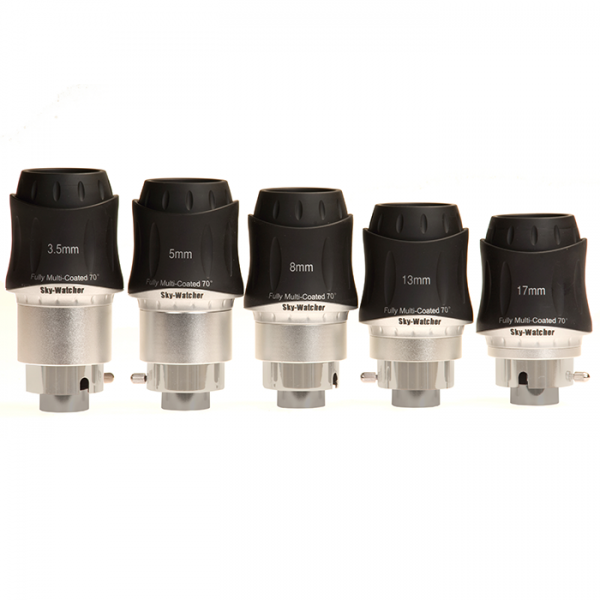 3.5mm
Fully Multi-Coated 70°
Sky-Watcher
5mm
Fully Multi-Coated 70°
Sky-Watcher
8mm
Fully Multi-Coated 70°
Sky-Watcher
13mm
Fully Multi-Coated 70°
Sky-Watcher
17mm
Fully Multi-Coated 70°
Sky-Watcher